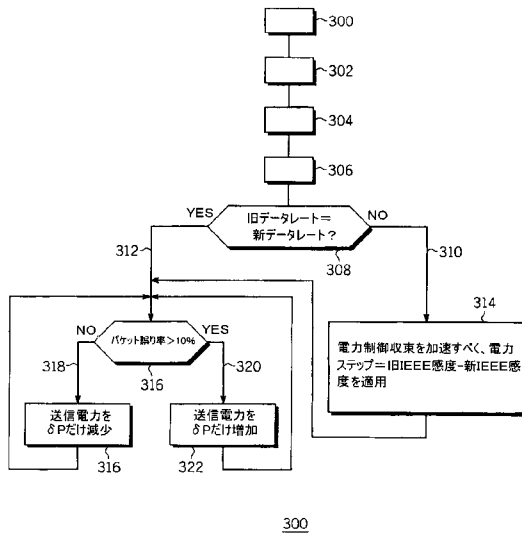 300
302
304
306
YES
旧データレート＝
新データレート？
NO
308
312
310
314
電力制御収束を加速すべく、電力
ステップ＝旧IEEE感度-新IEEE感
度を適用
NO
パケット誤り率＞10%
YES
318
316
320
送信電力を
δPだけ減少
316
送信電力を
δPだけ増加
322
300